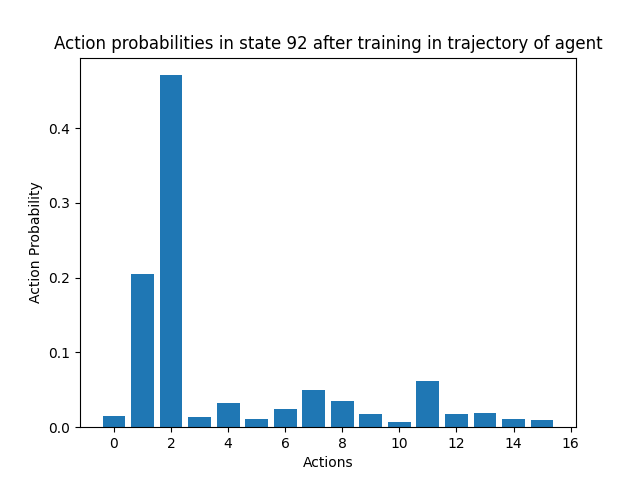 Action probabilities in state 92 after training in trajectory of agent
Action Probability
0.4
0.3
0.2
0.1
0.0
0 2 4 6 8 10 12 14 16
Actions